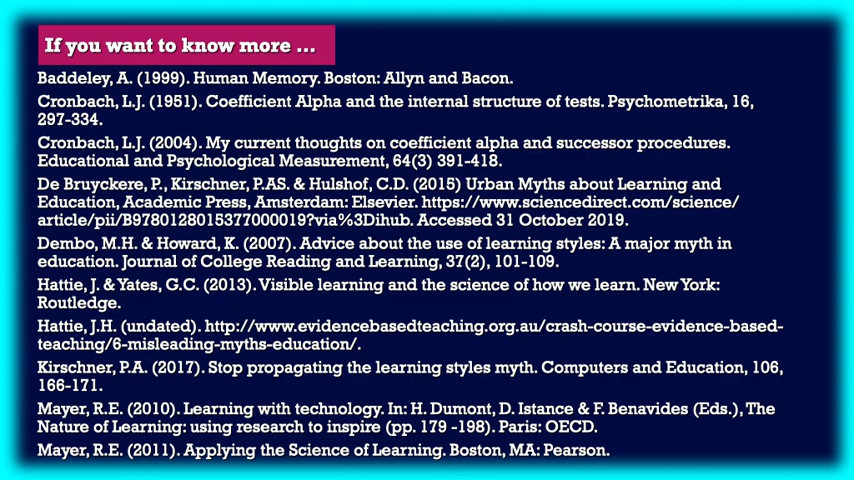 If you want to know more ...
Baddeley, A. (1999). Human Memory. Boston: Allyn and Bacon.
Cronbach, L.J. (1951). Coefficient Alpha and the internal structure of tests. Psychometrika, 16,
297-334.
Cronbach, L.J. (2004). My current thoughts on coefficient alpha and successor procedures.
Educational and Psychological Measurement, 64(3) 391-418.
De Bruyckere, P., Kirschner, P.AS. & Hulshof, C.D. (2015) Urban Myths about Learning and
Education, Academic Press, Amsterdam: Elsevier. https://www.sciencedirect.com/science/
article/pii/B9780128015377000019?via%3Dihub. Accessed 31 October 2019.
Dembo, M.H. & Howard, K. (2007). Advice about the use of learning styles: A major myth in
education. Journal of College Reading and Learning, 37(2), 101-109.
Hattie, J. & Yates, G.C. (2013). Visible learning and the science of how we learn. New York:
Routledge.
Hattie, J.H. (undated). http://www.evidencebasedteaching.org.au/crash-course-evidence-based-
teaching/6-misleading-myths-education/.
Kirschner, P.A. (2017). Stop propagating the learning styles myth. Computers and Education, 106,
166-171.
Mayer, R.E. (2010). Learning with technology. In: H. Dumont, D. Istance & F. Benavides (Eds.), The
Nature of Learning: using research to inspire (pp. 179 -198). Paris: OECD.
Mayer, R.E. (2011). Applying the Science of Learning. Boston, MA: Pearson.